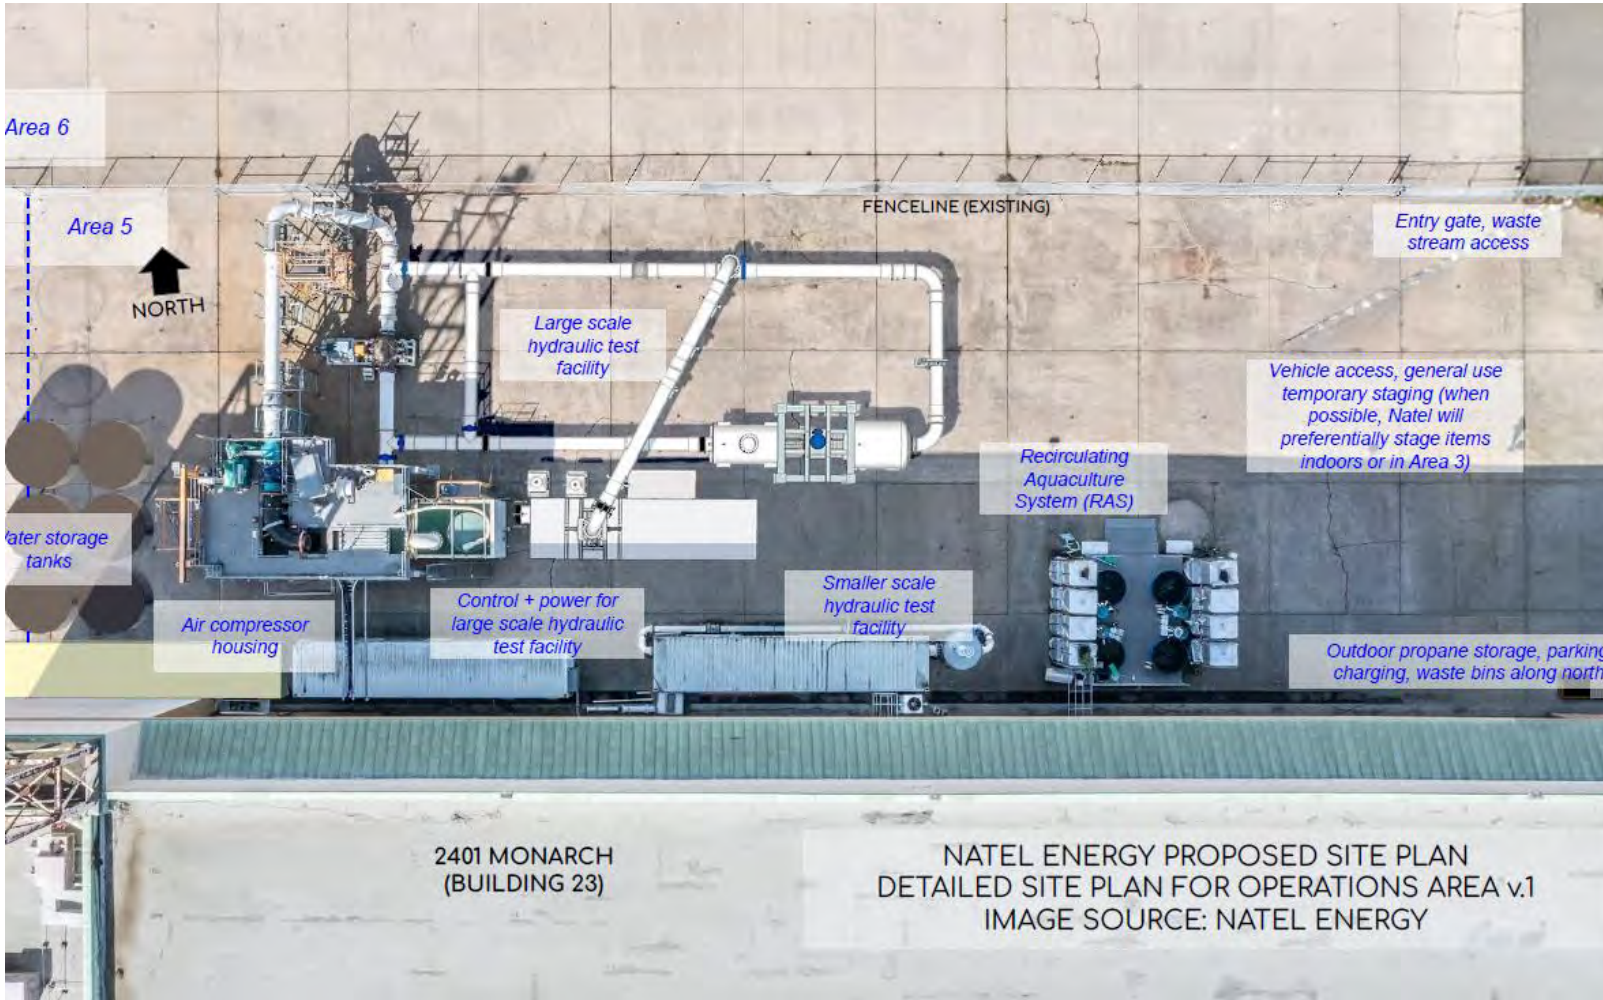 Area 6
Area 5
NORTH
FENCELINE (EXISTING)
Entry gate, waste
stream access
Large scale
hydraulic test
facility
Vehicle access, general use
temporary staging (when
possible, Natel will
preferentially stage items
indoors or in Area 3)
Recirculating
Aquaculture
System (RAS)
ater storage
tanks
Air compressor
housing
Control + power for
large scale hydraulic
test facility
Smaller scale
hydraulic test
facility
Outdoor propane storage, parking
charging, waste bins along north
2401 MONARCH
(BUILDING 23)
NATEL ENERGY PROPOSED SITE PLAN
DETAILED SITE PLAN FOR OPERATIONS AREA v.1
IMAGE SOURCE: NATEL ENERGY